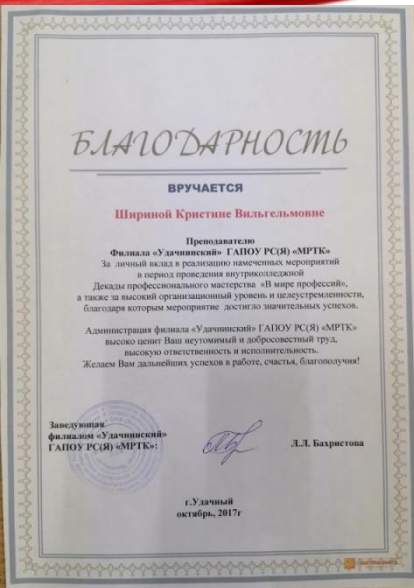 БЛАГОДАРНОСТЬ
ВРУЧАЕТСЯ
Шириной Кристине Вильгельмовне
Преподавателю
Филиала «Удачнинский» ГАПОУ РС(Я) «МРТК»
За личный вклад в реализацию намеченных мероприятий
в период проведения внутриколледжной
Декады профессионального мастерства «В мире профессий»,
а также за высокий организационный уровень и целеустремленности,
благодаря которым мероприятие достигло значительных успехов.
Администрация филиала «Удачнинский» ГАПОУ РС(Я) «МРТК»
высоко ценит Ваш неутомимый и добросовестный труд,
высокую ответственность и исполнительность.
Желаем Вам дальнейших успехов в работе, счастья, благополучия!
Заведующая
филиалом «Удачнинский»
ГАПОУ РС(Я) «МРТК»:
Л.Л. Бахристова
г.Удачный
октябрь, 2017г